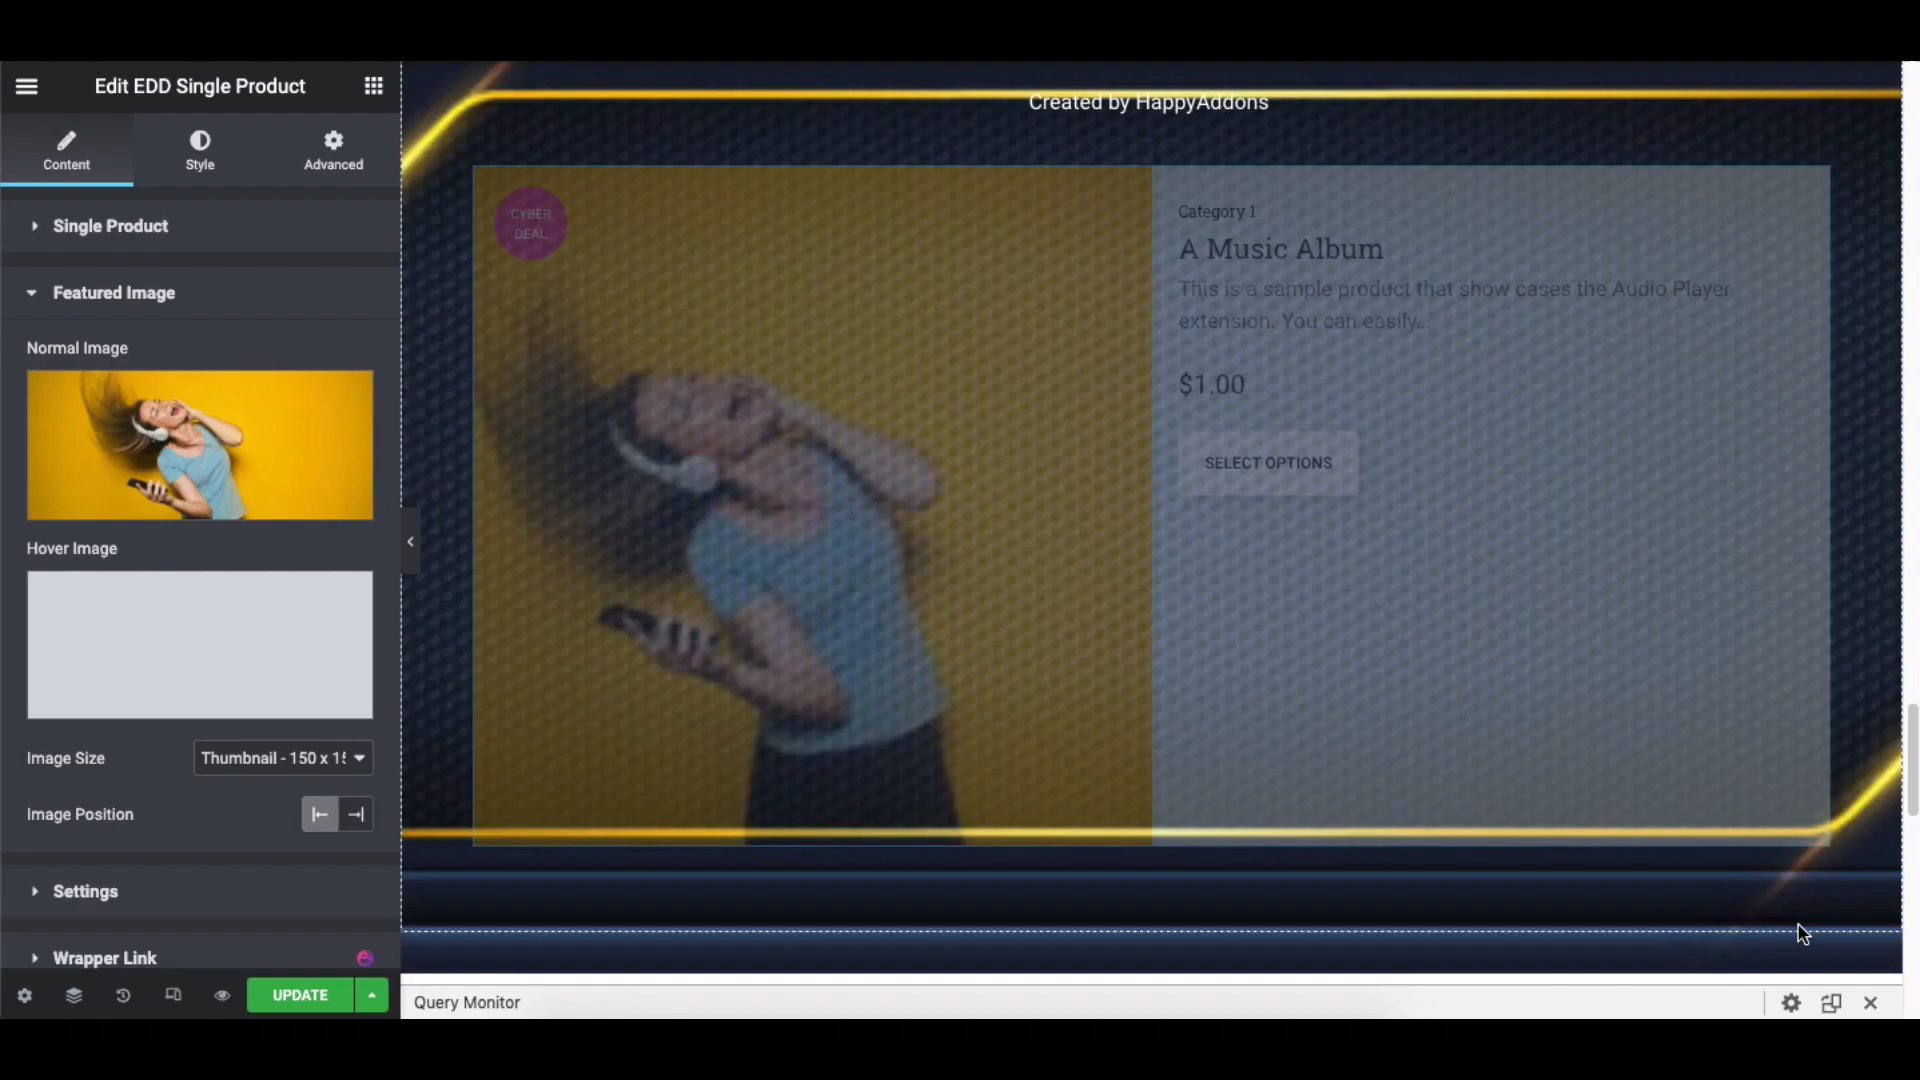 Edit EDD Single Product
Content
Style
Advanced
Single Product
Featured Image
Normal Image
Hover Image
Image Size
Thumbnail - 150 x 15
Image Position
Settings
Wrapper Link
UPDATE
Created by HappyAddons
CYBER
DEAL
Category 1
A Music Album
This is a sample product that show cases the Audio Player
extension. You can easily...
$1.00
SELECT OPTIONS
Query Monitor